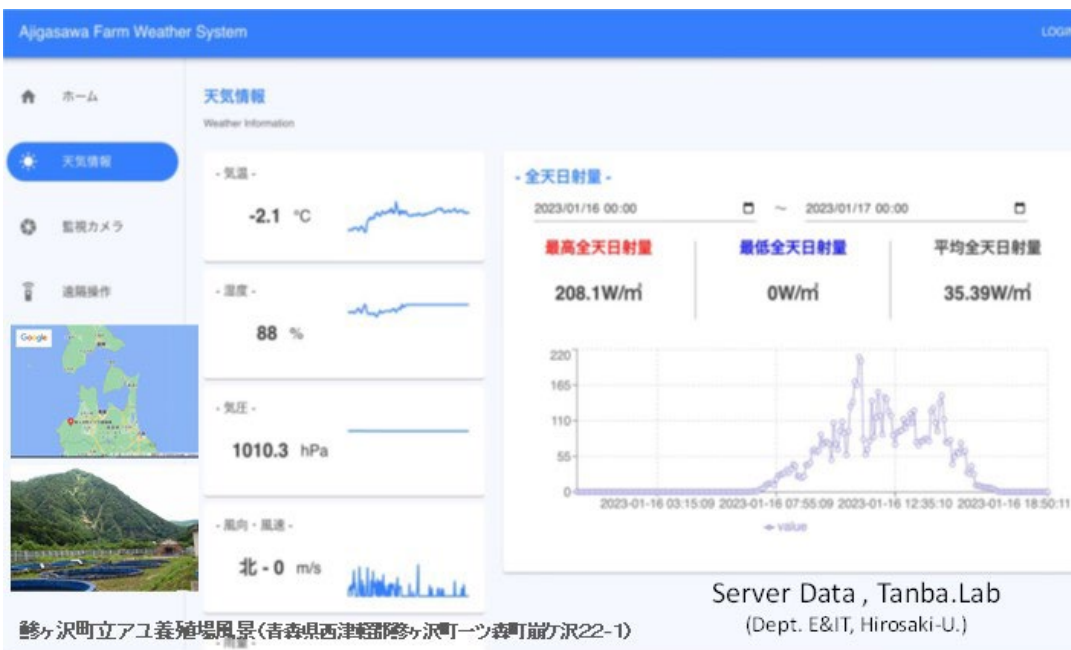 Ajigasawa Farm Weather System
LOGIN
ホーム
天気情報
監視カメラ
遠隔操作
Google
天気情報
Weather Information
- 気温 -
-2.1 °C
- 湿度 -
88 %
- 気圧 -
1010.3 hPa
- 風向・風速 -
北 - 0 m/s
- 雨量 -
- 全天日射量 -
2023/01/16 00:00 ~ 2023/01/17 00:00
最高全天日射量 最低全天日射量 平均全天日射量
208.1W/㎡ 0W/㎡ 35.39W/㎡
220
165
110
55
0
2023-01-16 03:15:09 2023-01-16 07:55:09 2023-01-16 12:35:10 2023-01-16 18:50:11
value
Server Data , Tanba.Lab
(Dept. E&IT, Hirosaki-U.)
鯵ヶ沢町立アユ養殖場風景(青森県西津軽郡鯵ヶ沢町一ツ森町崩ケ沢22-1)